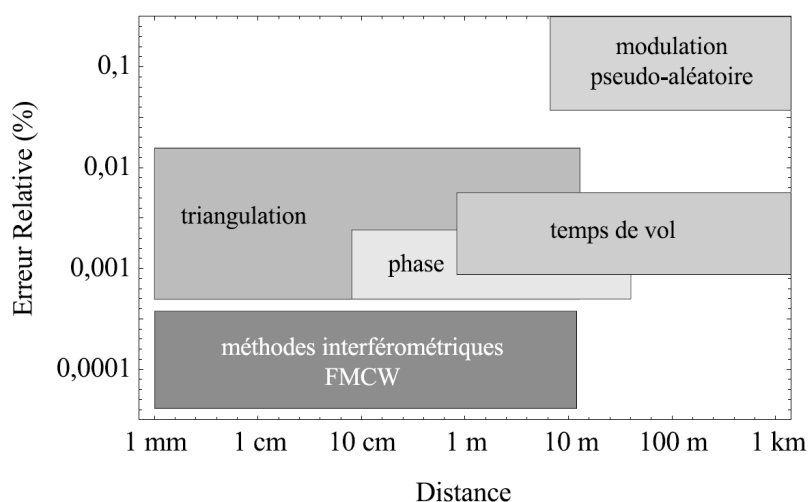 modulation
pseudo-aléatoire
0,1
0,01
triangulation
temps de vol
phase
0,001
méthodes interférométriques
FMCW
0,0001
Erreur Relative (%)
1 mm 1 cm 10 cm 1 m 10 m 100 m 1 km
Distance